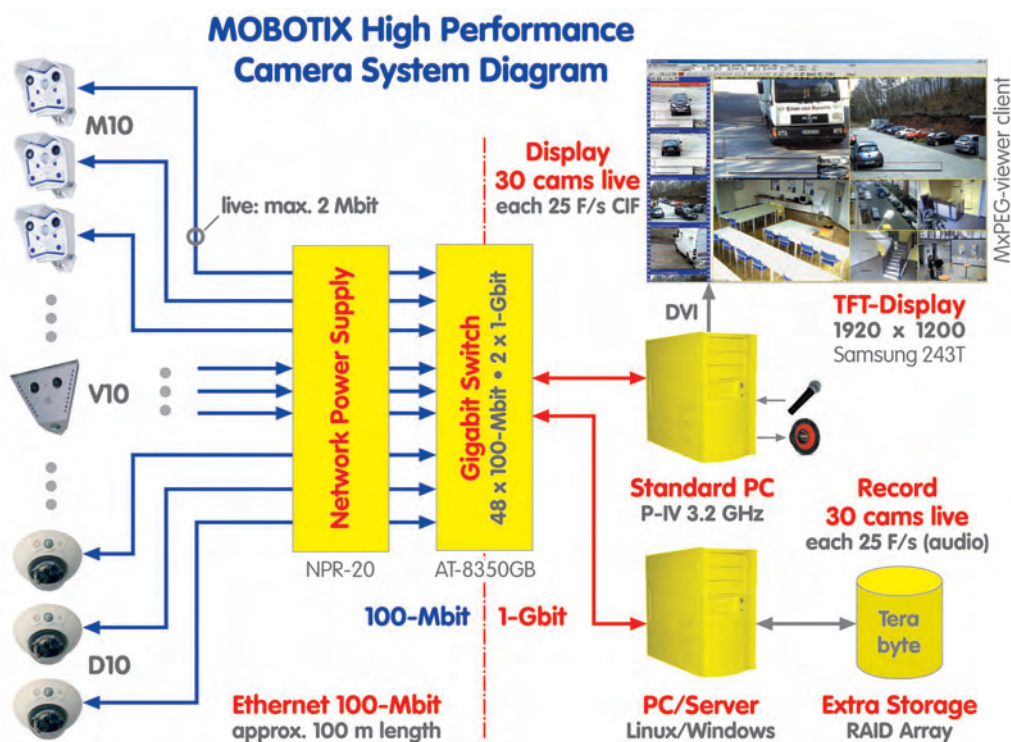 MOBOTIX High Performance
Camera System Diagram
M10
live: max. 2 Mbit
Display
30 cams live
each 25 F/s CIF
MxPEG-viewer client
DVI
TFT-Display
1920 x 1200
Samsung 243T
V10
Network Power Supply
Gigabit Switch
48 x 100-Mbit • 2 x 1-Gbit
Standard PC
P-IV 3.2 GHz
Record
30 cams live
each 25 F/s (audio)
NPR-20
AT-8350GB
100-Mbit
1-Gbit
Tera
byte
D10
Ethernet 100-Mbit
approx. 100 m length
PC/Server
Linux/Windows
Extra Storage
RAID Array